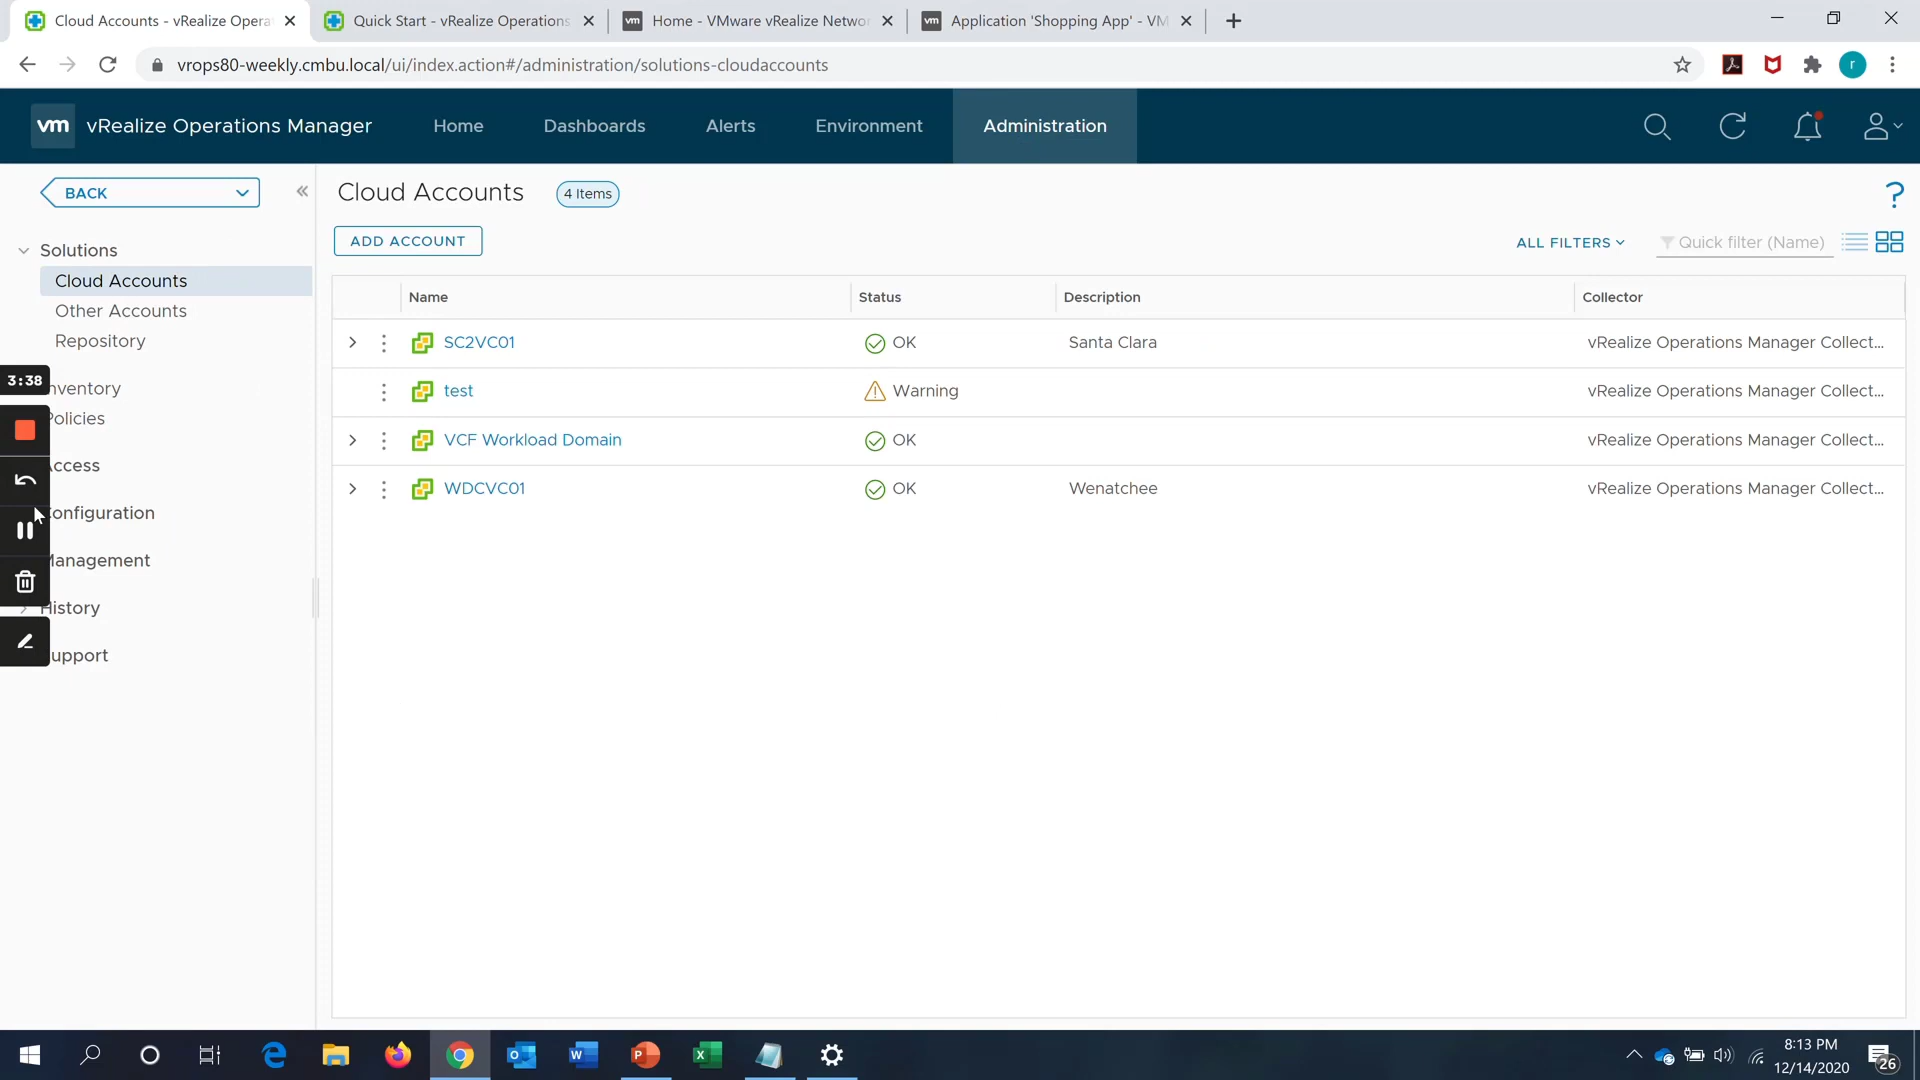 Cloud Accounts - vRealize Opera
Quick Start - vRealize Operations
vm Home - VMware vRealize Netwo
vm Application 'Shopping App' - VM
vrops80-weekly.cmbu.local/ui/index.action#/administration/solutions-cloudaccounts
r
vm vRealize Operations Manager Home Dashboards Alerts Environment Administration
BACK
«
Cloud Accounts 4 Items
?
ADD ACCOUNT
ALL FILTERS Quick filter (Name)
Solutions
Cloud Accounts
Other Accounts
Repository
nventory
olicies
ccess
onfiguration
anagement
History
upport
3:38
Name Status Description Collector
SC2VC01 OK Santa Clara vRealize Operations Manager Collect...
test Warning vRealize Operations Manager Collect...
VCF Workload Domain OK vRealize Operations Manager Collect...
WDCVC01 OK Wenatchee vRealize Operations Manager Collect...
8:13 PM
12/14/2020
26